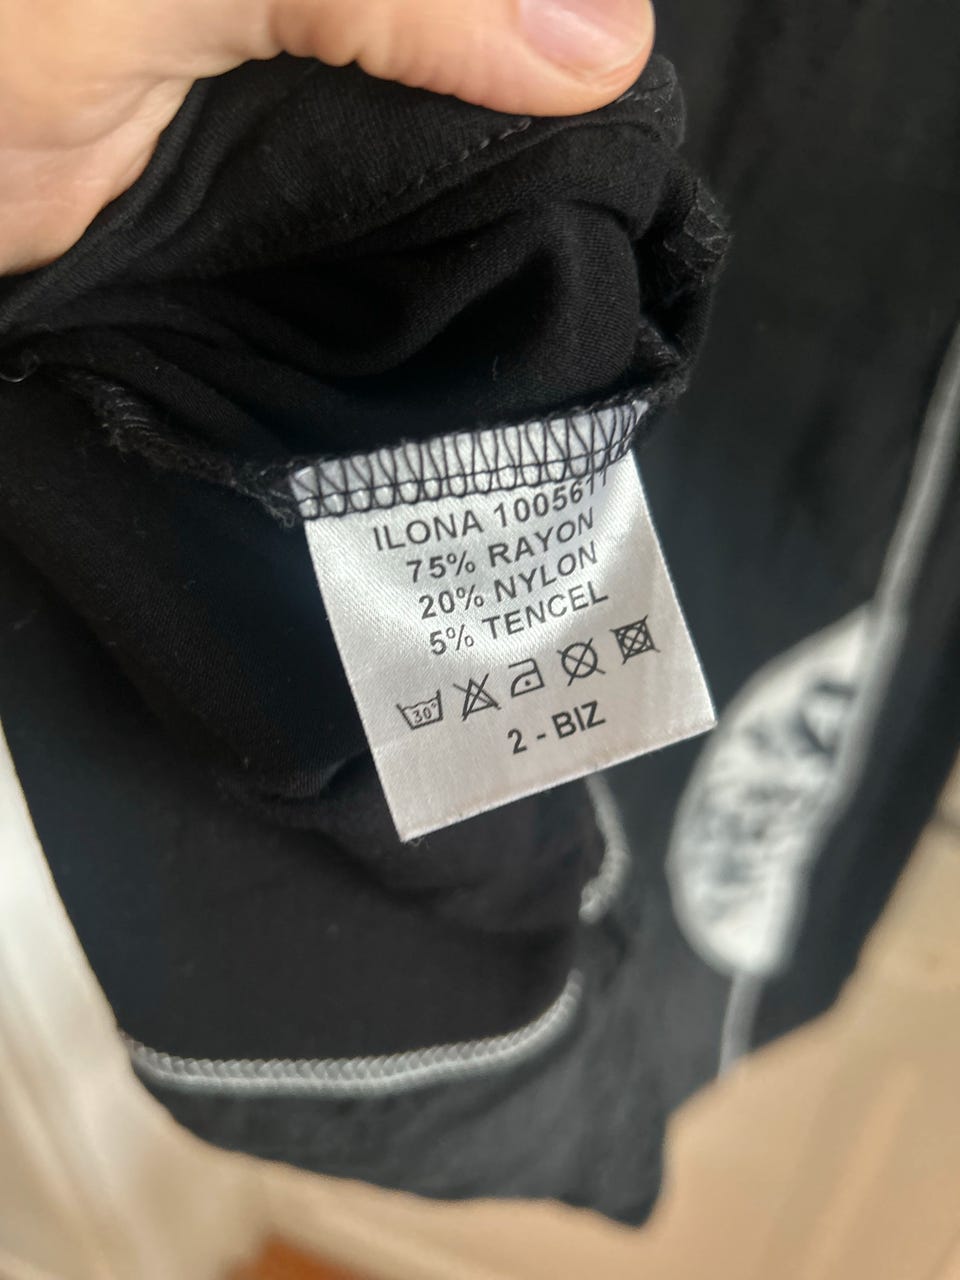 ILONA 1005611
75% RAYON
20% NYLON
5% TENCEL
30°
2 - BIZ